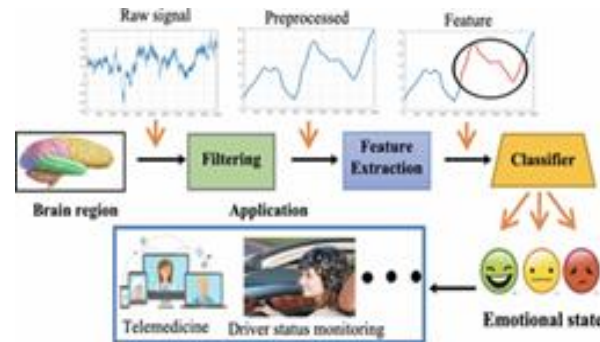 Raw signal
Preprocessed
Feature
Filtering
Feature
Extraction
Classifier
Brain region
Application
Telemedicine
Driver status monitoring
Emotional state